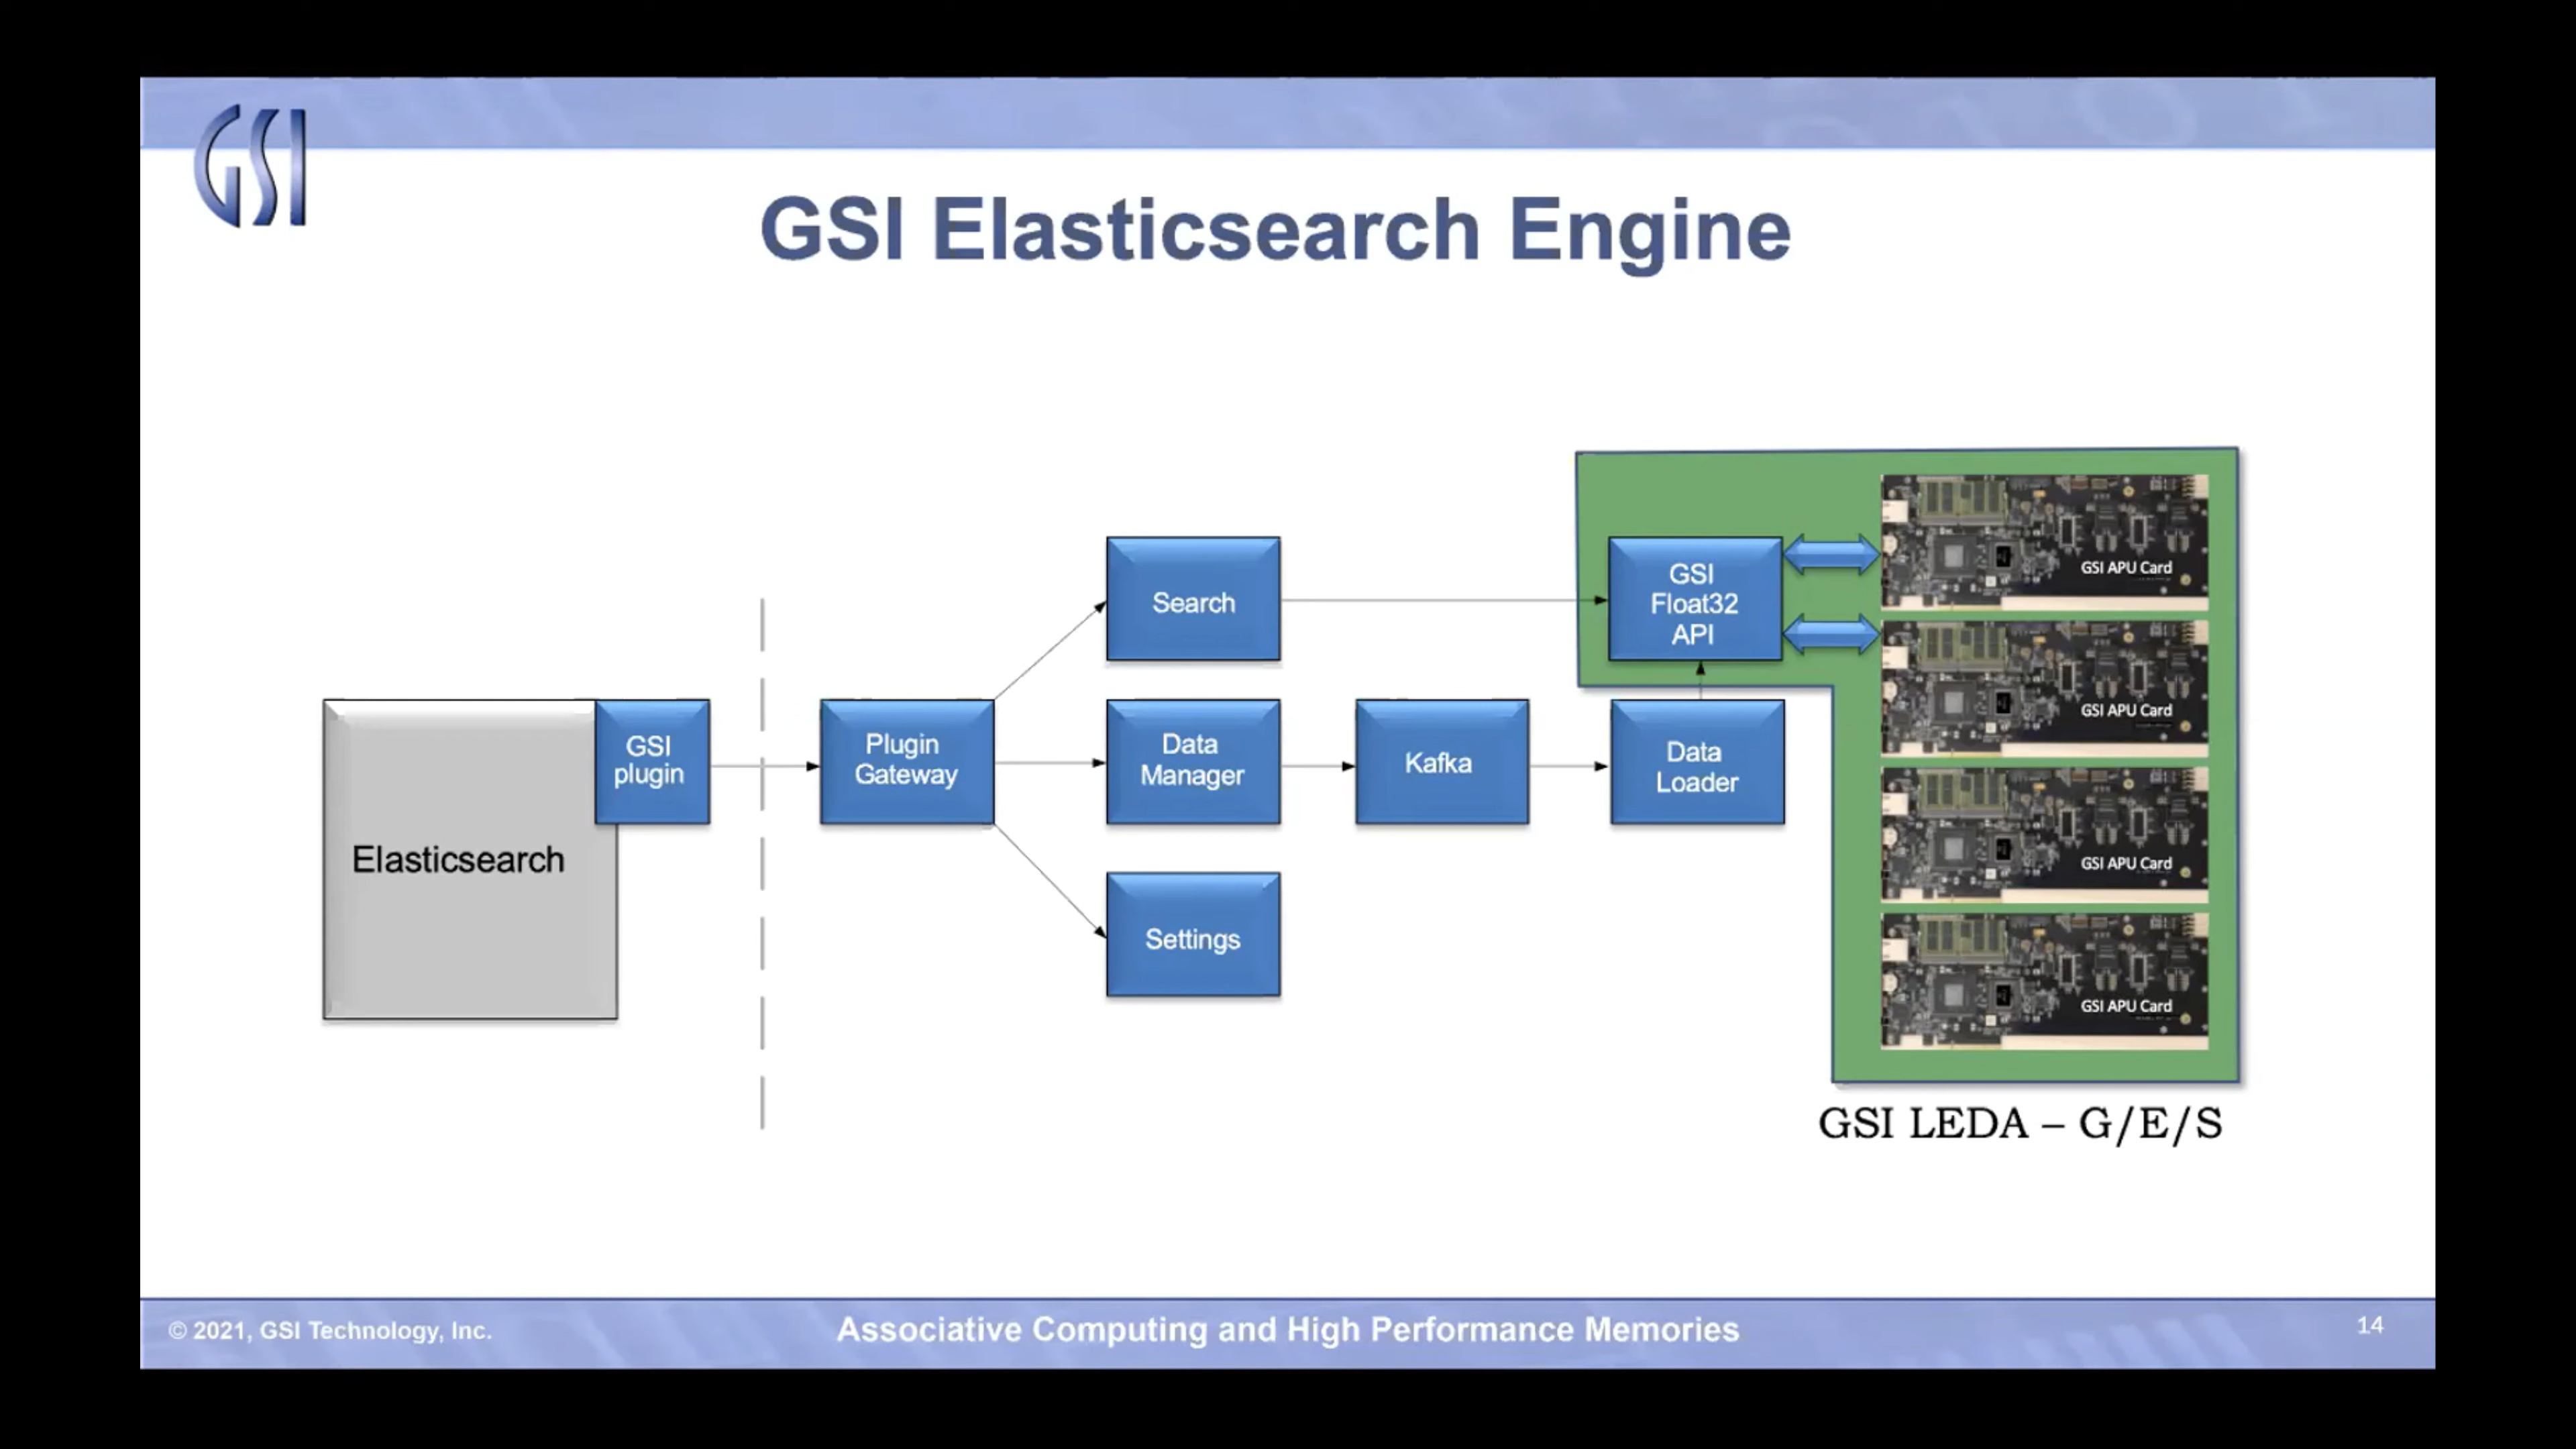 GSI
GSI Elasticsearch Engine
Elasticsearch
GSI
plugin
Plugin
Gateway
Search
Data
Manager
Settings
Kafka
Data
Loader
GSI
Float32
API
GSI APU Card
GSI APU Card
GSI APU Card
GSI APU Card
GSI LEDA – G/E/S
© 2021, GSI Technology, Inc.
Associative Computing and High Performance Memories
14